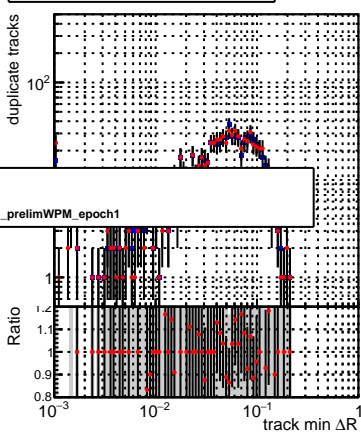 duplicate tracks
10²
_prelimWPM_epoch1
1
Ratio
1.2
1.1
1
0.9
0.8
10⁻³
10⁻²
10⁻¹
1
track min ΔR